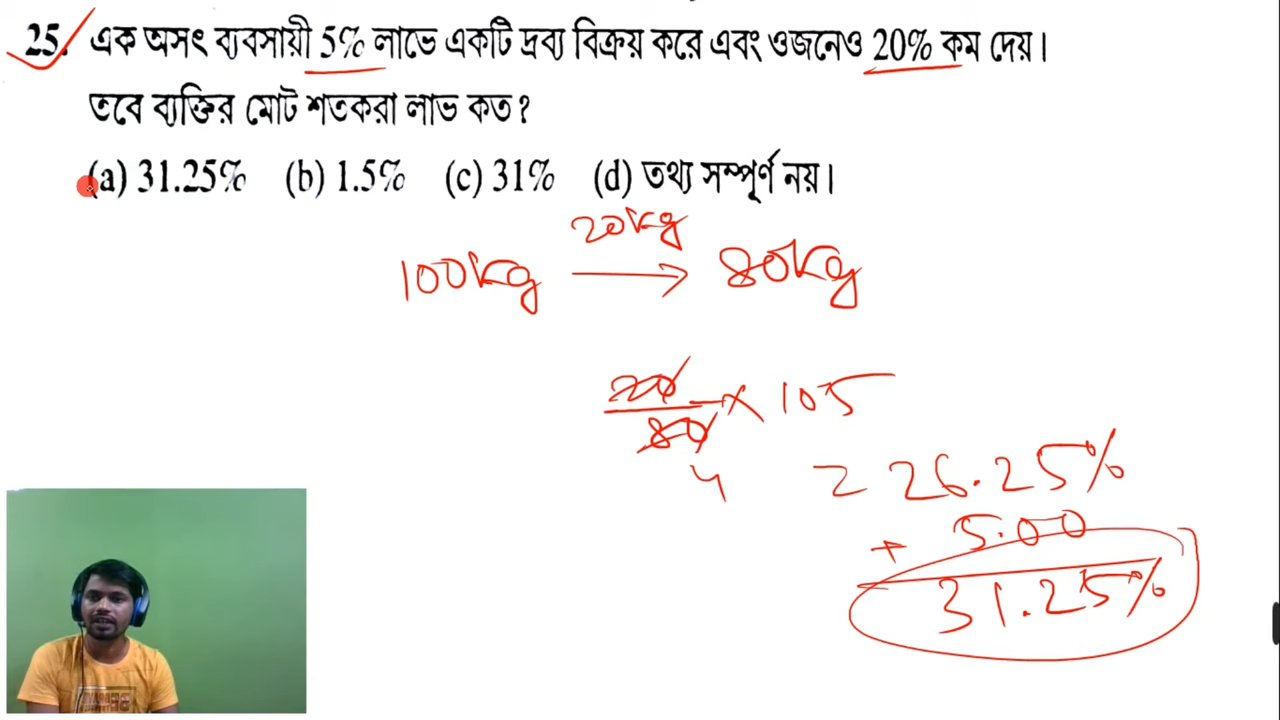 25. এক অসৎ ব্যবসায়ী 5% লাভে একটি দ্রব্য বিক্রয় করে এবং ওজনেও 20% কম দেয়।
তবে ব্যক্তির মোট শতকরা লাভ কত?
(a) 31.25% (b) 1.5% (c) 31% (d) তথ্য সম্পূর্ণ নয়।
20kg
100kg → 80kg
20
80
× 105
4
= 26.25%
+ 5.00
31.25%